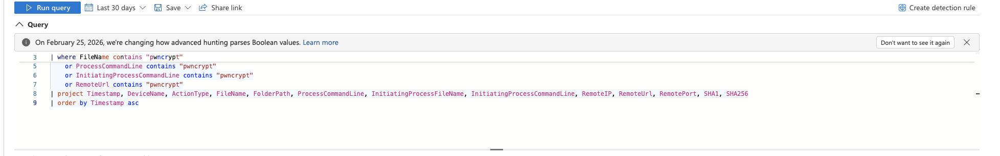 Run query Last 30 days Save Share link Create detection rule
Query
On February 25, 2026, we're changing how advanced hunting parses Boolean values. Learn more Don't want to see it again
3 | where FileName contains "pwncrypt"
5 or ProcessCommandLine contains "pwncrypt"
6 or InitiatingProcessCommandLine contains "pwncrypt"
7 or RemoteUrl contains "pwncrypt"
8 | project Timestamp, DeviceName, ActionType, FileName, FolderPath, ProcessCommandLine, InitiatingProcessFileName, InitiatingProcessCommandLine, RemoteIP, RemoteUrl, RemotePort, SHA1, SHA256
9 | order by Timestamp asc